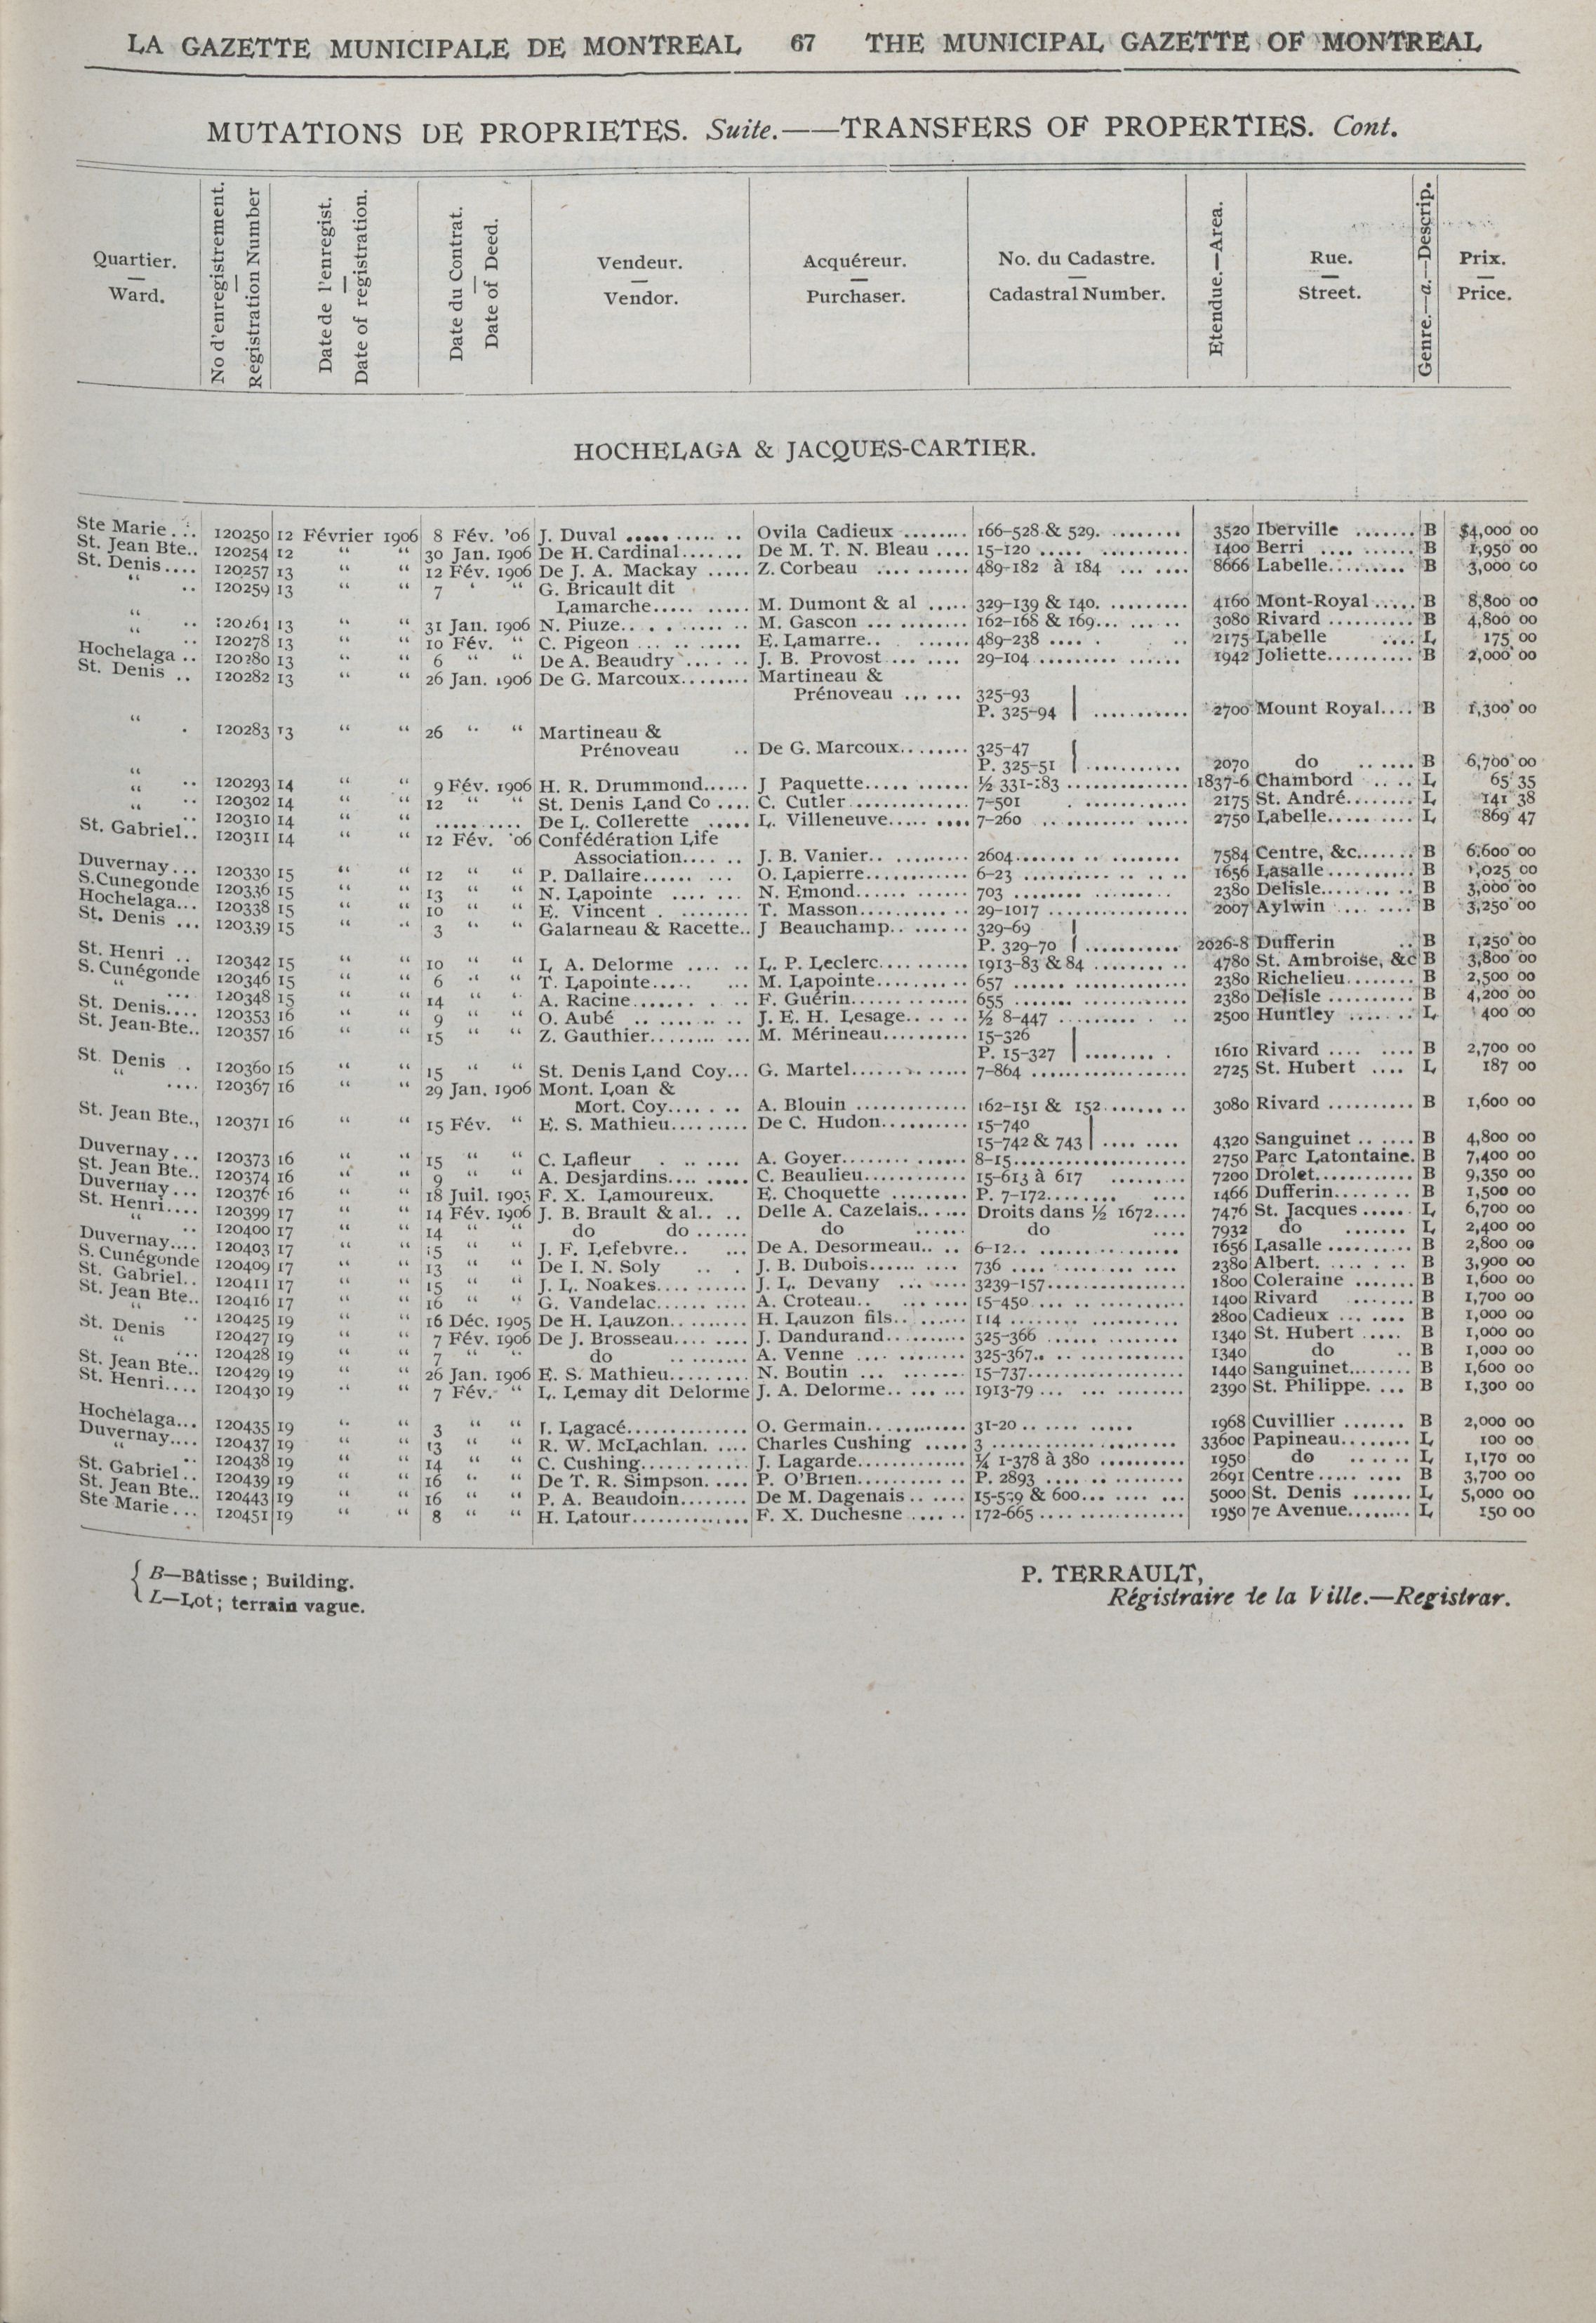 LA GAZETTE MUNICIPALE DE MONTREAL 67 THE MUNICIPAL GAZETTE OF MONTREAL
MUTATIONS DE PROPRIETES. Suite.——TRANSFERS OF PROPERTIES. Cont.
Quartier. — Ward.
No d'enregistrement. — Registration Number
Date de l'enregist. — Date of registration.
Date du Contrat. — Date of Deed.
Vendeur. — Vendor.
Acquéreur. — Purchaser.
No. du Cadastre. — Cadastral Number.
Etendue.—Area.
Rue. — Street.
Genre.—a.—Descrip.
Prix. — Price.
HOCHELAGA & JACQUES-CARTIER.
Ste Marie... 120250 12 Février 1906 8 Fév. '06 J. Duval ........... Ovila Cadieux ........ 166-528 & 529. ........ 3520 Iberville ....... B $4,000 00
St. Jean Bte.. 120254 12 “ “ 30 Jan. 1906 De H. Cardinal....... De M. T. N. Bleau .... 15-120 ..... .......... 1400 Berri .... ...... B 1,950 00
St. Denis.... 120257 13 “ “ 12 Fév. 1906 De J. A. Mackay ..... Z. Corbeau .... ...... 489-182 à 184 ... .... 8666 Labelle......... B 3,000 00
“ .. 120259 13 “ “ 7 “ “ G. Bricault dit
Lamarche..... ...... M. Dumont & al ..... 329-139 & 140. ......... 4160 Mont-Royal..... B 8,800 00
“ .. 120261 13 “ “ 31 Jan. 1906 N. Piuze.. . ....... .. M. Gascon ... ......... 162-168 & 169... ... .. 3080 Rivard .......... B 4,800 00
“ .. 120278 13 “ “ 10 Fév. “ C. Pigeon ... .. ..... E. Lamarre.. . ...... 489-238 .... . .. 2175 Labelle .... L 175 00
Hochelaga .. 120280 13 “ “ 6 “ “ De A. Beaudry ... .. .. J. B. Provost ... .... 29-104 ......... ...... 1942 Joliette.......... B 2,000 00
St. Denis .. 120282 13 “ “ 26 Jan. 1906 De G. Marcoux........ Martineau &
Prénoveau ... ... 325-93
P. 325-94 ........... 2700 Mount Royal.... B 1,300 00
“ . 120283 13 “ “ 26 “ “ Martineau &
Prénoveau .. De G. Marcoux........ 325-47
P. 325-51 ........... 2070 do .. ..... B 6,700 00
“ .. 120293 14 “ “ 9 Fév. 1906 H. R. Drummond...... J Paquette..... ...... ½ 331-183 ............. 1837-6 Chambord .. .. L 65 35
“ .. 120302 14 “ “ 12 “ “ St. Denis Land Co .... C. Cutler............. 7-501 . ........... 2175 St. André........ L 141 38
“ .. 120310 14 “ “ .......... De L. Collerette ..... L. Villeneuve..... .... 7-260 .. ........ ..... 2750 Labelle..... .... L 869 47
St. Gabriel.. 120311 14 “ “ 12 Fév. '06 Confédération Life
Association.... .. J. B. Vanier.. ......... 2604....... .. ........ 7584 Centre, &c...... B 6.600 00
Duvernay... 120330 15 “ “ 12 “ “ P. Dallaire...... ... O. Lapierre............ 6-23 .......... .. .. 1656 Lasalle.......... B 1,025 00
S.Cunegonde 120336 15 “ “ 13 “ “ N. Lapointe .... ... N. Emond...... ....... 703 ........ .......... 2380 Delisle..... .. .. B 3,000 00
Hochelaga... 120338 15 “ “ 10 “ “ E. Vincent . ........ T. Masson.......... .. 29-1017 ................ 2007 Aylwin .... .... B 3,250 00
St. Denis ... 120339 15 “ “ 3 “ “ Galarneau & Racette.. J Beauchamp.. ...... 329-69
P. 329-70 ........... 2026-8 Dufferin .. B 1,250 00
St. Henri .. 120342 15 “ “ 10 “ “ L A. Delorme .... .. L. P. Leclerc.......... 1913-83 & 84 ........ .. 4780 St. Ambroise, &c B 3,800 00
S. Cunégonde 120346 15 “ “ 6 “ “ T. Lapointe..... ... M. Lapointe.......... 657 ...... ............. 2380 Richelieu....... B 2,500 00
“ ... 120348 15 “ “ 14 “ “ A. Racine....... . .. F. Guérin...... ...... 655 ....... ........... 2380 Delisle .......... B 4,200 00
St. Denis.... 120353 16 “ “ 9 “ “ O. Aubé .. ........ .. J. E. H. Lesage.. .... ½ 8-447 .......... . .. 2500 Huntley ...... .. L 400 00
St. Jean-Bte.. 120357 16 “ “ 15 “ “ Z. Gauthier......... ... M. Mérineau.......... 15-326
P. 15-327 ........ . 1610 Rivard .... .... B 2,700 00
St. Denis .. 120360 16 “ “ 15 “ “ St. Denis Land Coy... G. Martel............. 7-864 .................. 2725 St. Hubert .... L 187 00
“ .... 120367 16 “ “ 29 Jan. 1906 Mont. Loan &
Mort. Coy.... . .. A. Blouin ............. 162-151 & 152....... .. 3080 Rivard .......... B 1,600 00
St. Jean Bte., 120371 16 “ “ 15 Fév. “ E. S. Mathieu......... De C. Hudon.......... 15-740
15-742 & 743 .... .... 4320 Sanguinet .. .... B 4,800 00
Duvernay... 120373 16 “ “ 15 “ “ C. Lafleur . .. .... A. Goyer........ ...... 8-15.................... 2750 Parc Latontaine. B 7,400 00
St. Jean Bte.. 120374 16 “ “ 9 “ “ A. Desjardins.... ..... C. Beaulieu............ 15-613 à 617 ........ 7200 Drolet............ B 9,350 00
Duvernay... 120376 16 “ “ 18 Juil. 1905 F. X. Lamoureux. E. Choquette ......... P. 7-172........ .... 1466 Dufferin........ B 1,500 00
St. Henri.... 120399 17 “ “ 14 Fév. 1906 J. B. Brault & al.. .. Delle A. Cazelais.. .... Droits dans ½ 1672.... 7476 St. Jacques ..... L 6,700 00
“ 120400 17 “ “ 14 “ “ do do ...... do ...... do .... 7932 do ....... L 2,400 00
Duvernay.... 120403 17 “ “ 15 “ “ J. F. Lefebvre.. ... De A. Desormeau.. .. 6-12.. ................ 1656 Lasalle .......... B 2,800 00
S. Cunégonde 120409 17 “ “ 13 “ “ De I. N. Soly .. . J. B. Dubois...... .... 736 .... ........ .... 2380 Albert. ..... .. B 3,900 00
St. Gabriel.. 120411 17 “ “ 15 “ “ J. L. Noakes.... ..... J. L. Devany ... ..... 3239-157............... 1800 Coleraine ....... B 1,600 00
St. Jean Bte.. 120416 17 “ “ 16 “ “ G. Vandelac...... .... A. Croteau.. ... .... 15-450.... .. .......... 1400 Rivard ....... B 1,700 00
“ .. 120425 19 “ “ 16 Déc. 1905 De H. Lauzon......... H. Lauzon fils........ 114 ........ .......... 2800 Cadieux ... .... B 1,000 00
St. Denis 120427 19 “ “ 7 Fév. 1906 De J. Brosseau.... .... J. Dandurand.......... 325-366 ...... ........ 1340 St. Hubert ..... B 1,000 00
“ ... 120428 19 “ “ 7 “ “ do .. ........ A. Venne .... ........ 325-367.. .. ........... 1340 do .. B 1,000 00
St. Jean Bte.. 120429 19 “ “ 26 Jan. 1906 E. S. Mathieu......... N. Boutin ... ....... 15-737................. 1440 Sanguinet........ B 1,600 00
St. Henri.... 120430 19 “ “ 7 Fév. “ L. Lemay dit Delorme J. A. Delorme.. ... ... 1913-79 ... ... ........ 2390 St. Philippe. ... B 1,300 00
Hochelaga... 120435 19 “ “ 3 “ “ J. Lagacé.............. O. Germain............ 31-20 .. ..... ...... 1968 Cuvillier ....... B 2,000 00
Duvernay.... 120437 19 “ “ 13 “ “ R. W. McLachlan. .... Charles Cushing ..... 3 ..................... 33600 Papineau........ L 100 00
“ .. 120438 19 “ “ 14 “ “ C. Cushing............ J. Lagarde............ ¼ 1-378 à 380 .......... 1950 do ...... L 1,170 00
St. Gabriel.. 120439 19 “ “ 16 “ “ De T. R. Simpson. .... P. O'Brien.......... .. P. 2893 .... .. ........ 2691 Centre..... .... B 3,700 00
St. Jean Bte.. 120443 19 “ “ 16 “ “ P. A. Beaudoin........ De M. Dagenais .. .... 15-599 & 600... .... ... 5000 St. Denis ....... L 5,000 00
Ste Marie... 120451 19 “ “ 8 “ “ H. Latour.............. F. X. Duchesne ...... 172-665 .... ........... 1950 7e Avenue........ L 150 00
B—Bâtisse; Building.
L—Lot; terrain vague.
P. TERRAULT,
Régistraire de la Ville.—Registrar.